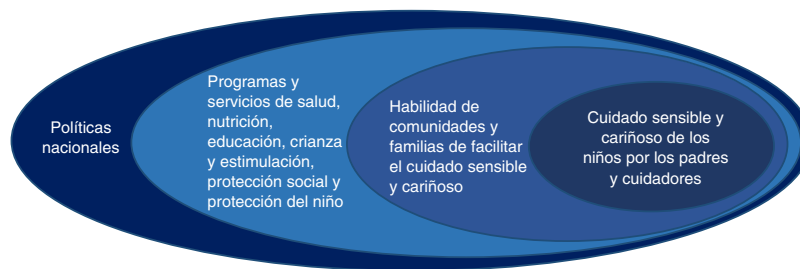 Políticas
nacionales
Programas y
servicios de salud,
nutrición,
educación, crianza
y estimulación,
protección social y
protección del niño
Habilidad de
comunidades y
familias de facilitar
el cuidado sensible
y cariñoso
Cuidado sensible y
cariñoso de los
niños por los padres
y cuidadores